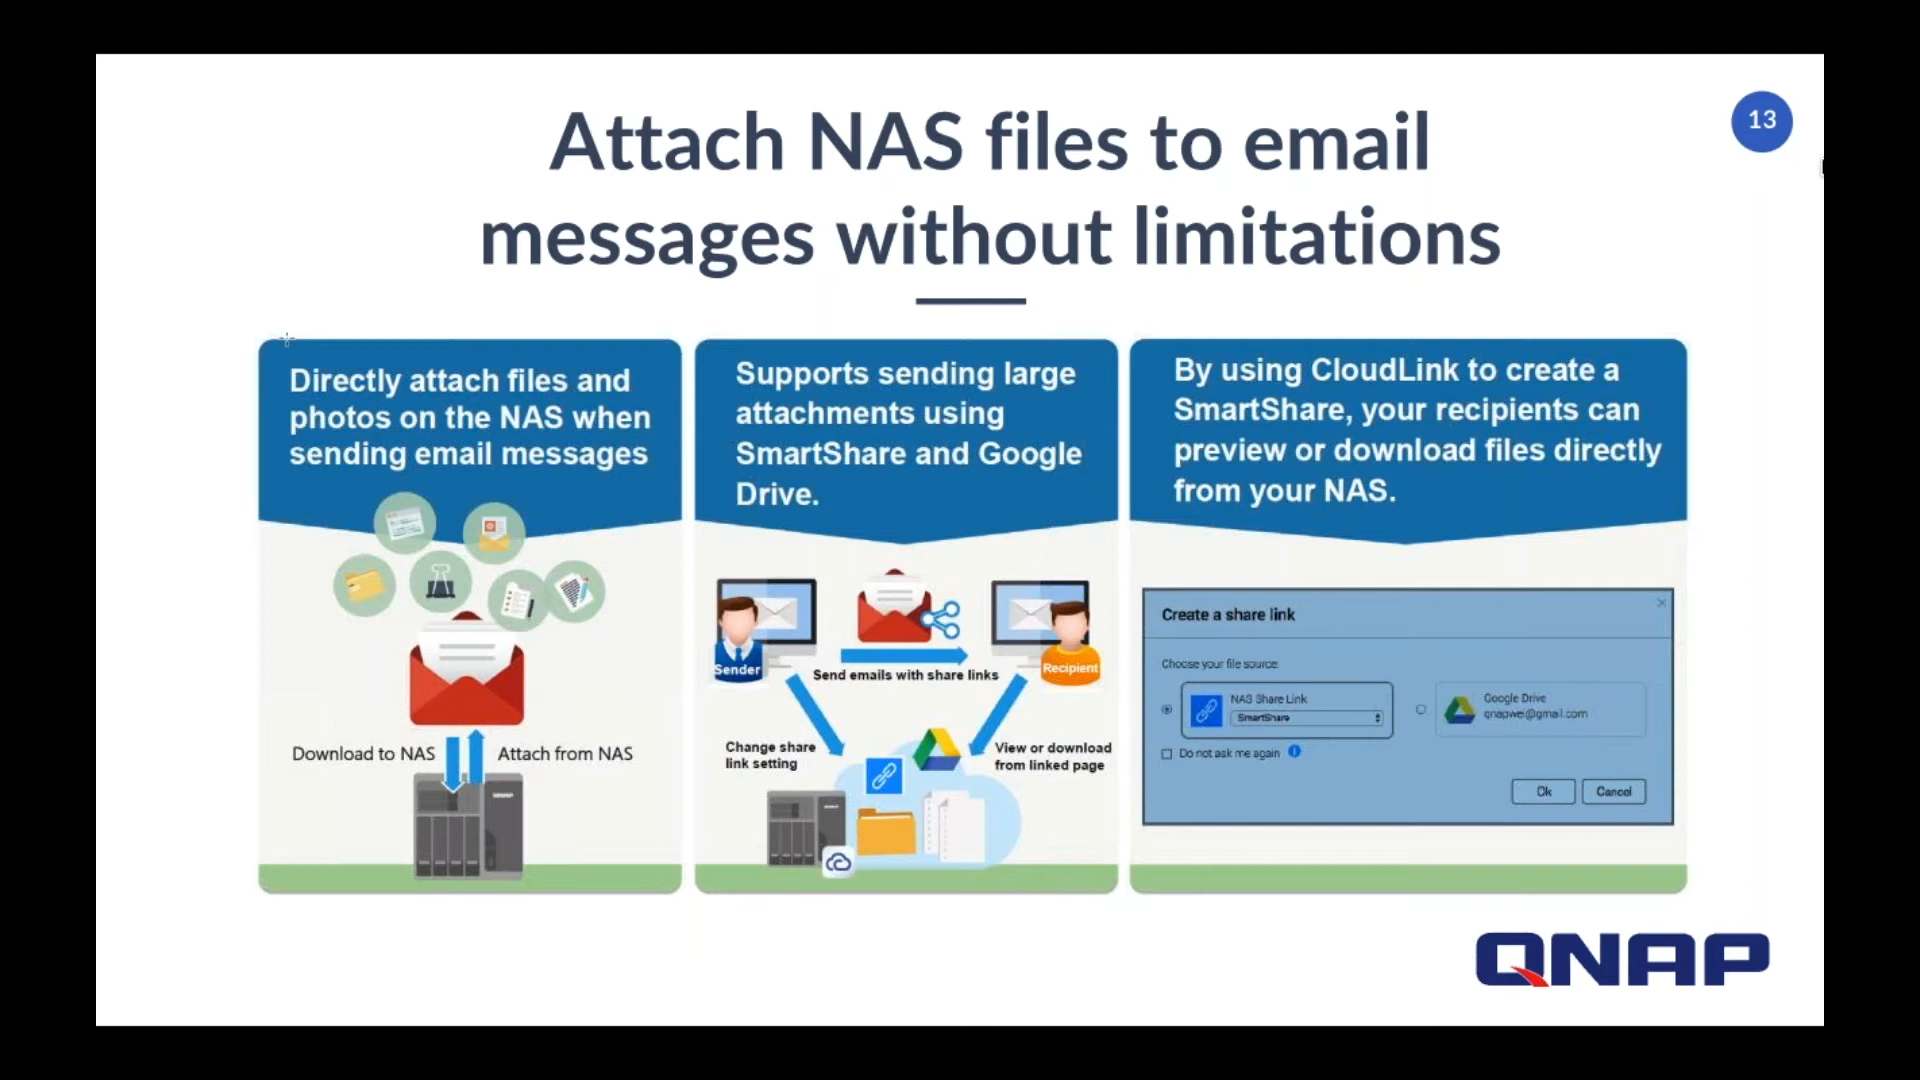 Attach NAS files to email
messages without limitations
13
Directly attach files and
photos on the NAS when
sending email messages
Download to NAS
Attach from NAS
Supports sending large
attachments using
SmartShare and Google
Drive.
Sender
Recipient
Send emails with share links
Change share
link setting
View or download
from linked page
By using CloudLink to create a
SmartShare, your recipients can
preview or download files directly
from your NAS.
Create a share link
Choose your file source:
NAS Share Link
SmartShare
Google Drive
qnapwei@gmail.com
Do not ask me again
Ok
Cancel
QNAP